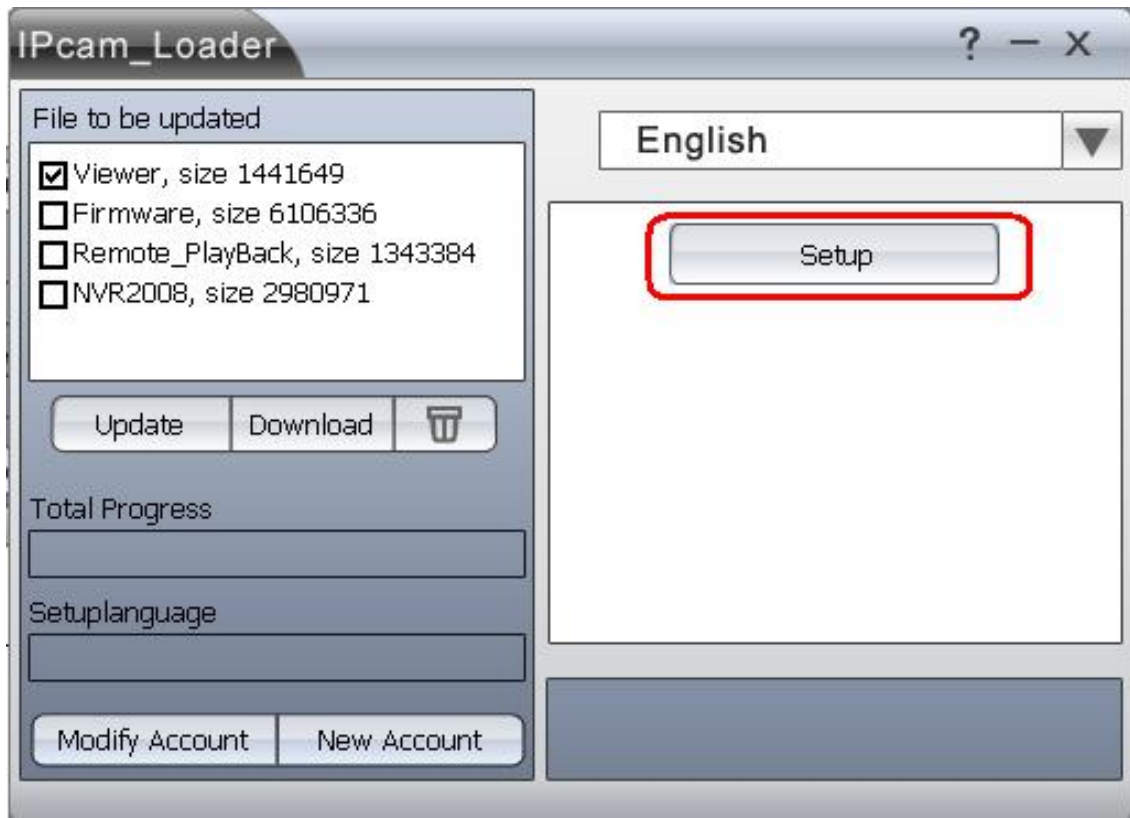 IPcam_Loader
? — X
File to be updated
Viewer, size 1441649
Firmware, size 6106336
Remote_PlayBack, size 1343384
NVR2008, size 2980971
Update Download
Total Progress
Setuplanguage
Modify Account New Account
English
Setup